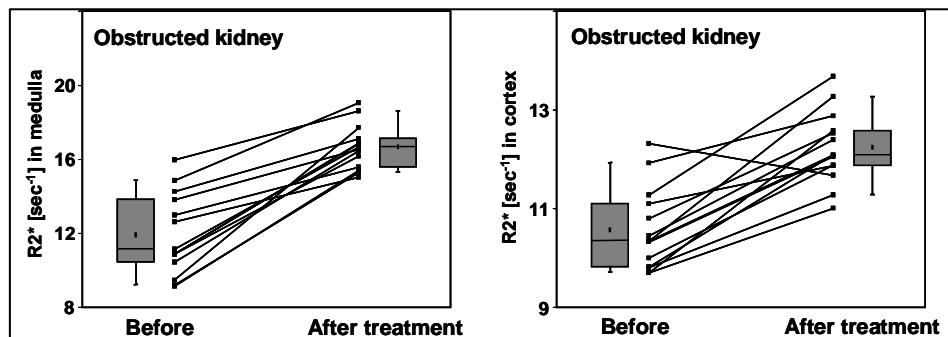 Obstructed kidney
R2* [sec⁻¹] in medulla
20
16
12
8
Before
After treatment
Obstructed kidney
R2* [sec⁻¹] in cortex
13
11
9
Before
After treatment